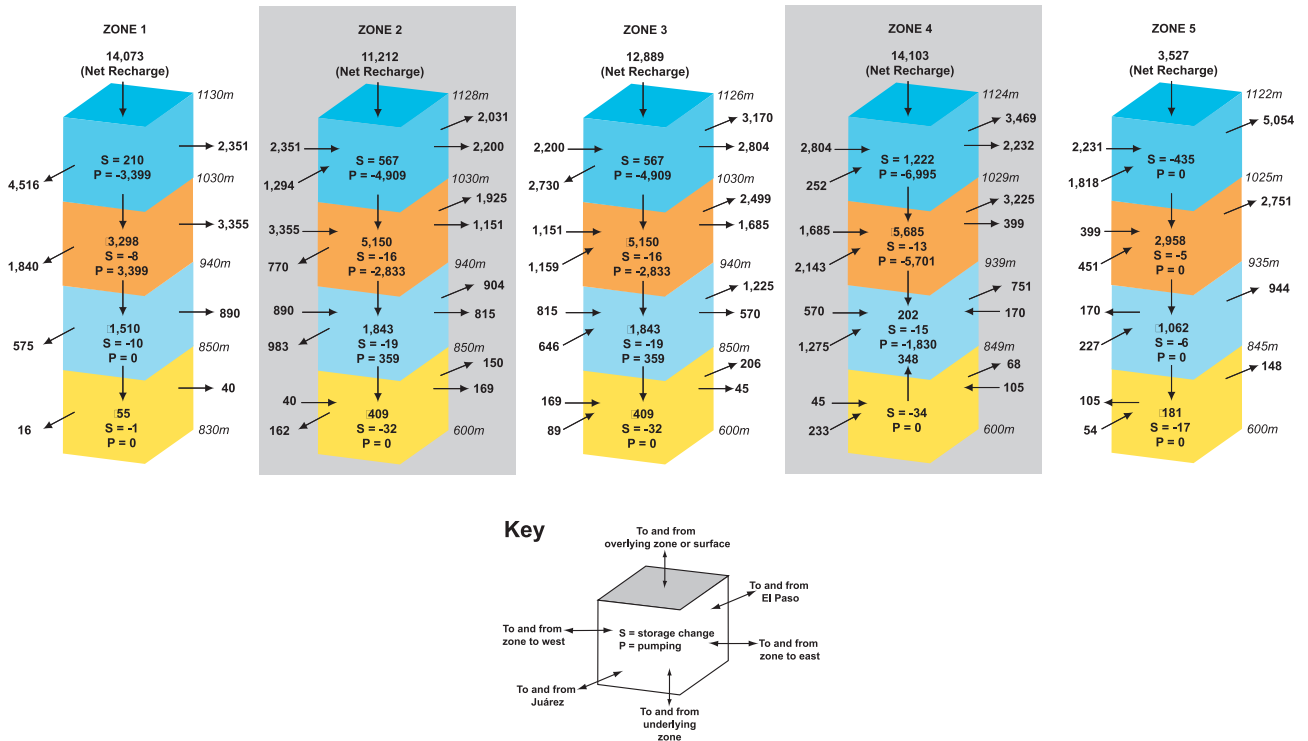 ZONE 1
14,073
(Net Recharge)
1130m
2,351
S = 210
P = -3,399
4,516
1030m
3,355
3,298
S = -8
P = 3,399
1,840
940m
890
1,510
S = -10
P = 0
575
850m
40
55
S = -1
P = 0
16
830m
ZONE 2
11,212
(Net Recharge)
1128m
2,031
2,351
2,200
S = 567
P = -4,909
1,294
1030m
1,925
3,355
1,151
5,150
S = -16
P = -2,833
770
940m
904
890
815
1,843
S = -19
P = 359
983
850m
150
169
40
409
S = -32
P = 0
162
600m
ZONE 3
12,889
(Net Recharge)
1126m
3,170
2,200
2,804
S = 567
P = -4,909
2,730
1030m
2,499
1,151
1,685
5,150
S = -16
P = -2,833
1,159
940m
1,225
815
570
1,843
S = -19
P = 359
646
850m
206
169
45
409
S = -32
P = 0
89
600m
ZONE 4
14,103
(Net Recharge)
1124m
3,469
2,804
2,232
S = 1,222
P = -6,995
252
1029m
3,225
1,685
399
5,685
S = -13
P = -5,701
2,143
939m
751
570
170
202
S = -15
P = -1,830
348
1,275
849m
68
105
45
S = -34
P = 0
233
600m
ZONE 5
3,527
(Net Recharge)
1122m
5,054
2,231
S = -435
P = 0
1,818
1025m
2,751
399
2,958
S = -5
P = 0
451
935m
944
170
1,062
S = -6
P = 0
227
845m
148
105
181
S = -17
P = 0
54
600m
Key
To and from
overlying zone or surface
To and from
El Paso
To and from
zone to west
S = storage change
P = pumping
To and from
zone to east
To and from
Juárez
To and from
underlying
zone